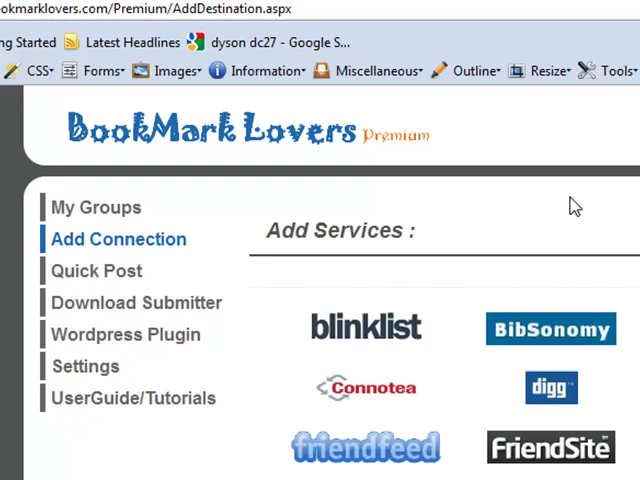 ookmarklovers.com/Premium/AddDestination.aspx
ng Started Latest Headlines dyson dc27 - Google S...
CSS Forms Images Information Miscellaneous Outline Resize Tools
BookMark Lovers Premium
My Groups
Add Connection
Quick Post
Download Submitter
Wordpress Plugin
Settings
UserGuide/Tutorials
Add Services :
blinklist BibSonomy
Connotea digg
friendfeed FriendSite